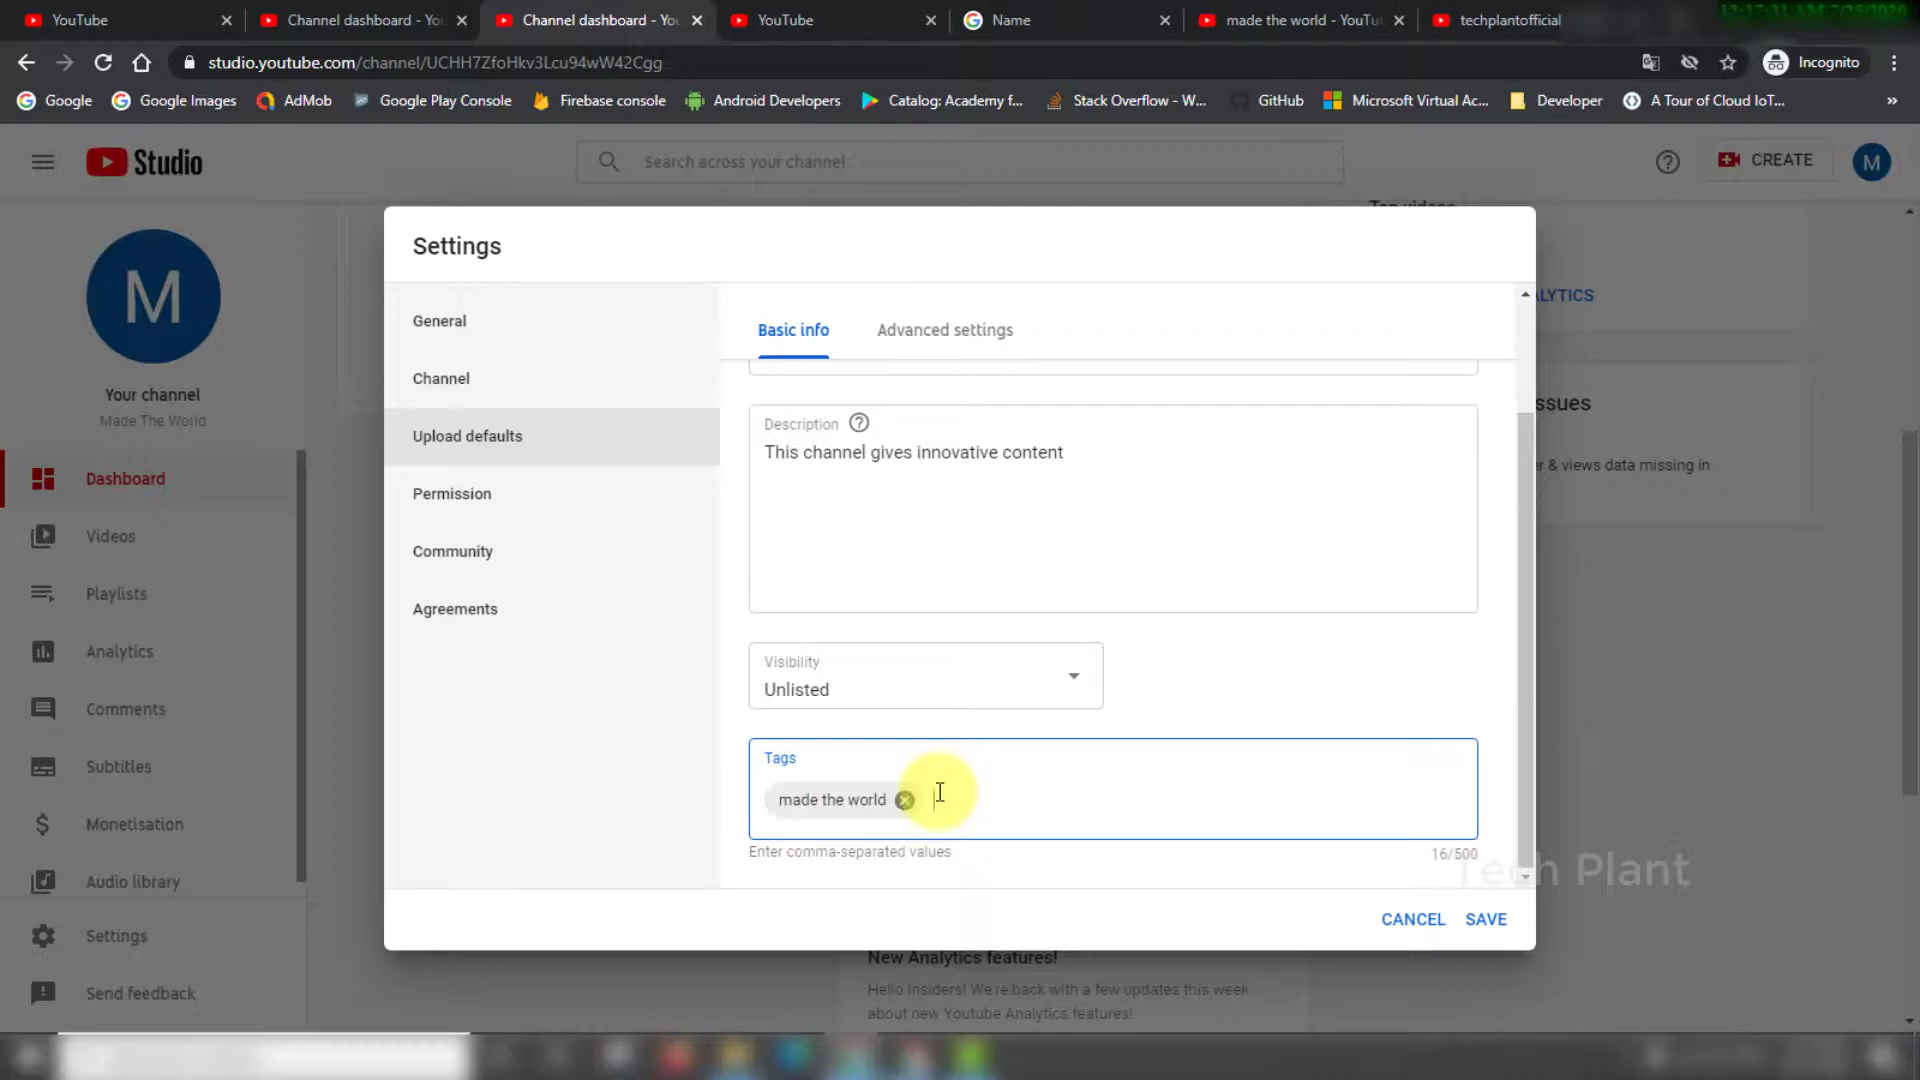 YouTube
Channel dashboard - Yo
Channel dashboard - You
YouTube
Name
made the world - YouTu
techplantofficial
studio.youtube.com/channel/UCHH7ZfoHkv3Lcu94wW42Cgg
Incognito
Google
Google Images
AdMob
Google Play Console
Firebase console
Android Developers
Catalog: Academy f...
Stack Overflow - W...
GitHub
Microsoft Virtual Ac...
Developer
A Tour of Cloud IoT...
Studio
Search across your channel
CREATE
M
M
Your channel
Made The World
Dashboard
Videos
Playlists
Analytics
Comments
Subtitles
Monetisation
Audio library
Settings
Send feedback
Settings
General
Channel
Upload defaults
Permission
Community
Agreements
Basic info
Advanced settings
Description
This channel gives innovative content
Visibility
Unlisted
Tags
made the world
Enter comma-separated values
16/500
CANCEL
SAVE
Top videos
LYTICS
ssues
r & views data missing in
Tech Plant
New Analytics features!
Hello Insiders! We're back with a few updates this week
about new Youtube Analytics features!